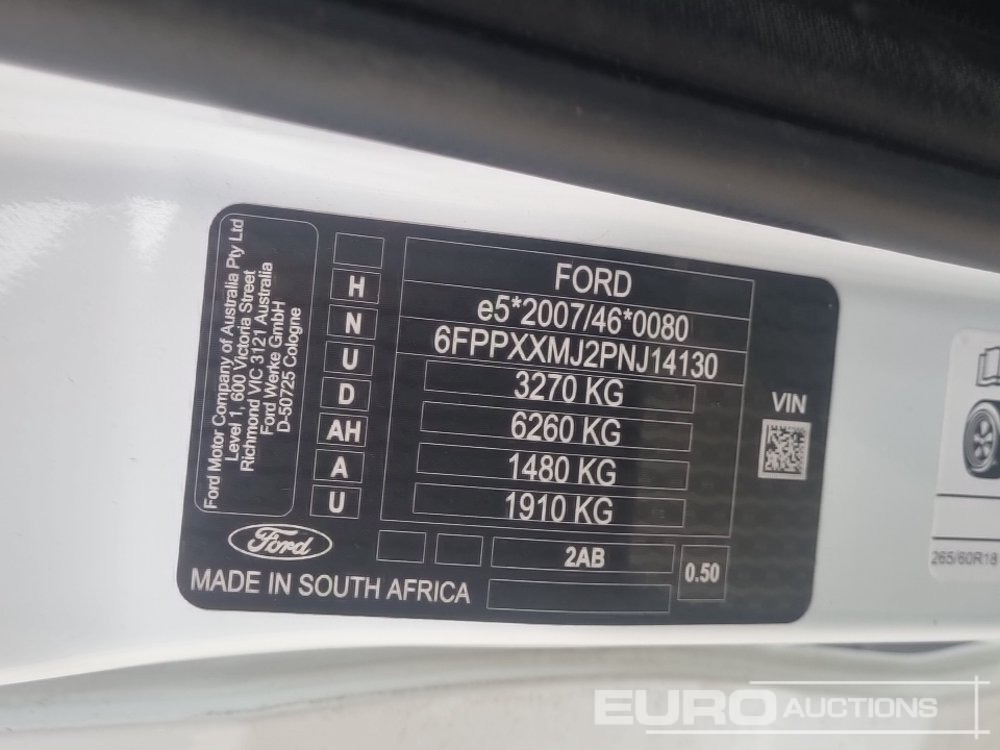 Ford Motor Company of Australia Pty Ltd
Level 1, 600 Victoria Street
Richmond VIC 3121 Australia
Ford Werke GmbH
D-50725 Cologne
H
N
U
D
AH
A
U
FORD
e5*2007/46*0080
6FPPXXMJ2PNJ14130
3270 KG
6260 KG
1480 KG
1910 KG
VIN
Ford
2AB
0.50
MADE IN SOUTH AFRICA
265/60R18
EURO AUCTIONS